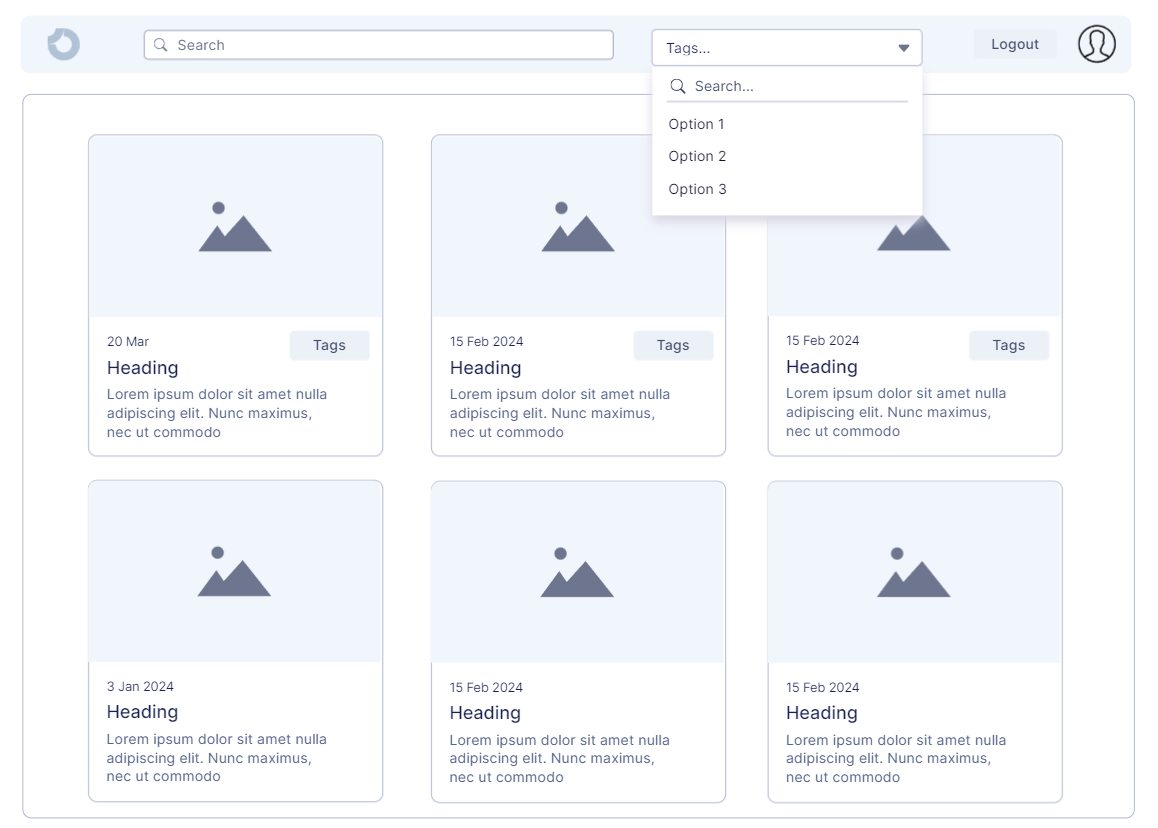 Search
Tags...
Logout
Search...
Option 1
Option 2
Option 3
20 Mar
Tags
Heading
Lorem ipsum dolor sit amet nulla
adipiscing elit. Nunc maximus,
nec ut commodo
15 Feb 2024
Tags
Heading
Lorem ipsum dolor sit amet nulla
adipiscing elit. Nunc maximus,
nec ut commodo
15 Feb 2024
Tags
Heading
Lorem ipsum dolor sit amet nulla
adipiscing elit. Nunc maximus,
nec ut commodo
3 Jan 2024
Heading
Lorem ipsum dolor sit amet nulla
adipiscing elit. Nunc maximus,
nec ut commodo
15 Feb 2024
Heading
Lorem ipsum dolor sit amet nulla
adipiscing elit. Nunc maximus,
nec ut commodo
15 Feb 2024
Heading
Lorem ipsum dolor sit amet nulla
adipiscing elit. Nunc maximus,
nec ut commodo